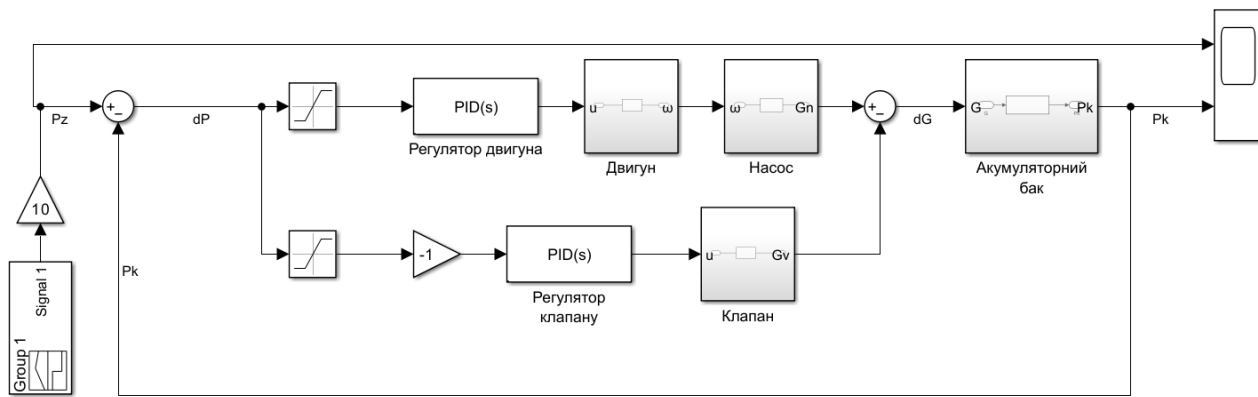 Pz
+
−
dP
PID(s)
Регулятор двигуна
u
ω
Двигун
ω
Gn
Насос
+
−
dG
G
Pk
Акумуляторний
бак
Pk
10
Signal 1
Group 1
Pk
-1
PID(s)
Регулятор
клапану
u
Gv
Клапан